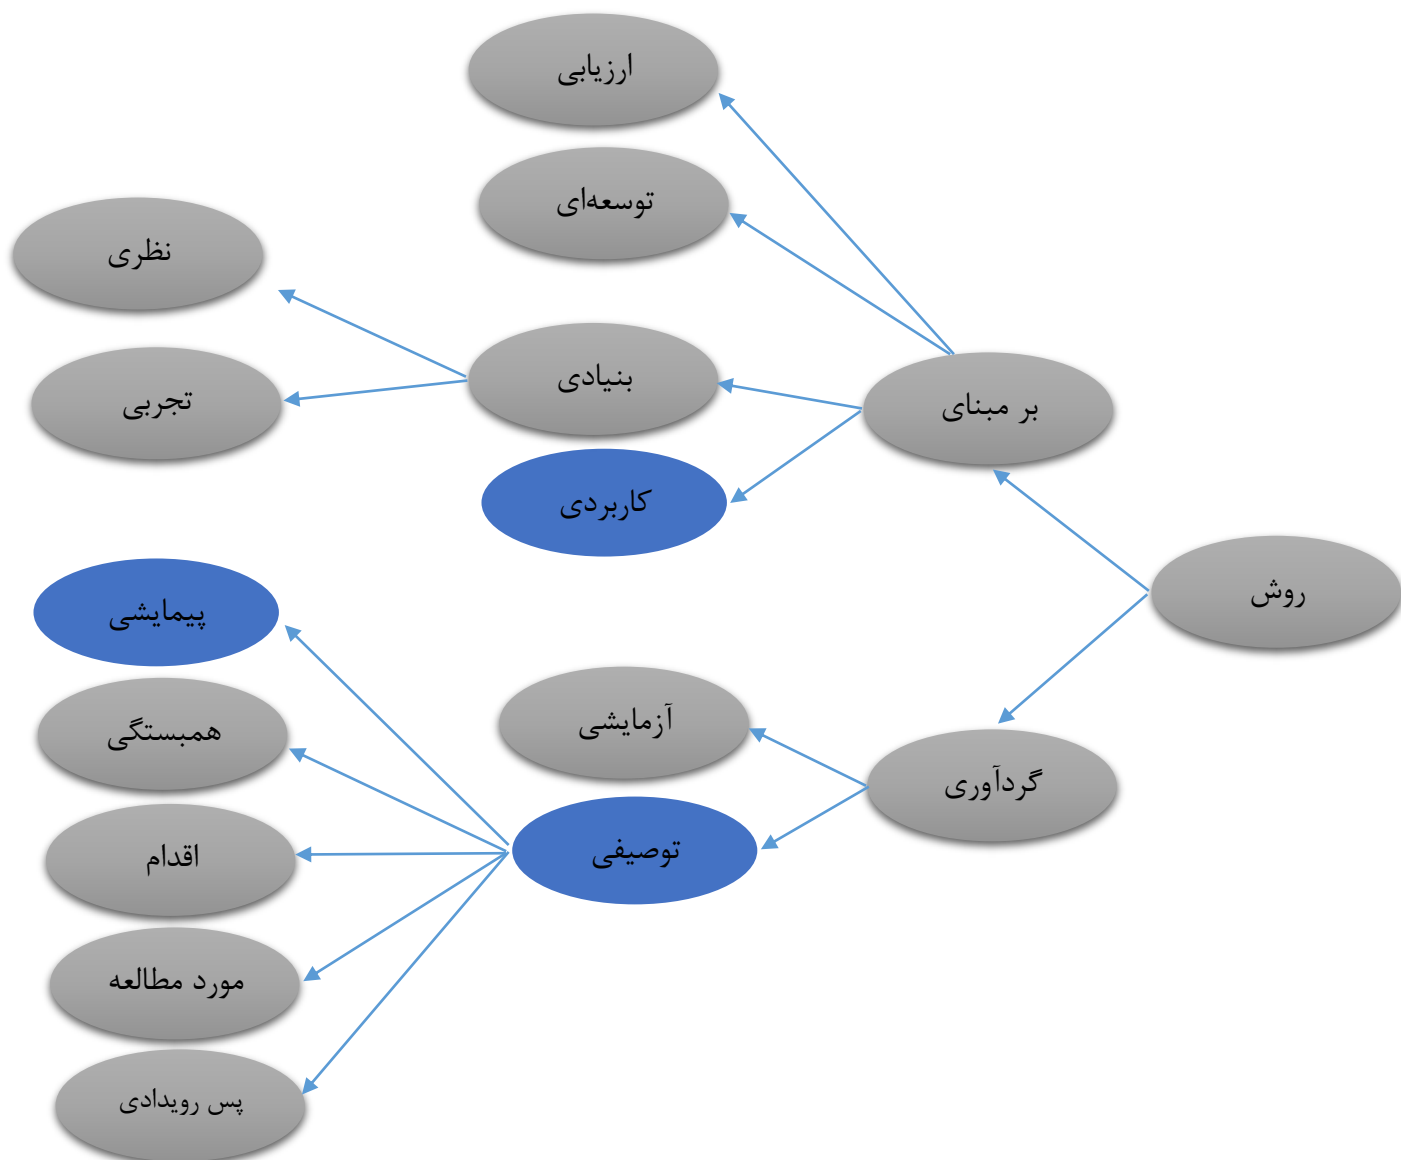 ارزیابی
توسعه‌ای
نظری
بنیادی
تجربی
بر مبنای
کاربردی
روش
پیمایشی
آزمایشی
همبستگی
گردآوری
توصیفی
اقدام
مورد مطالعه
پس رویدادی